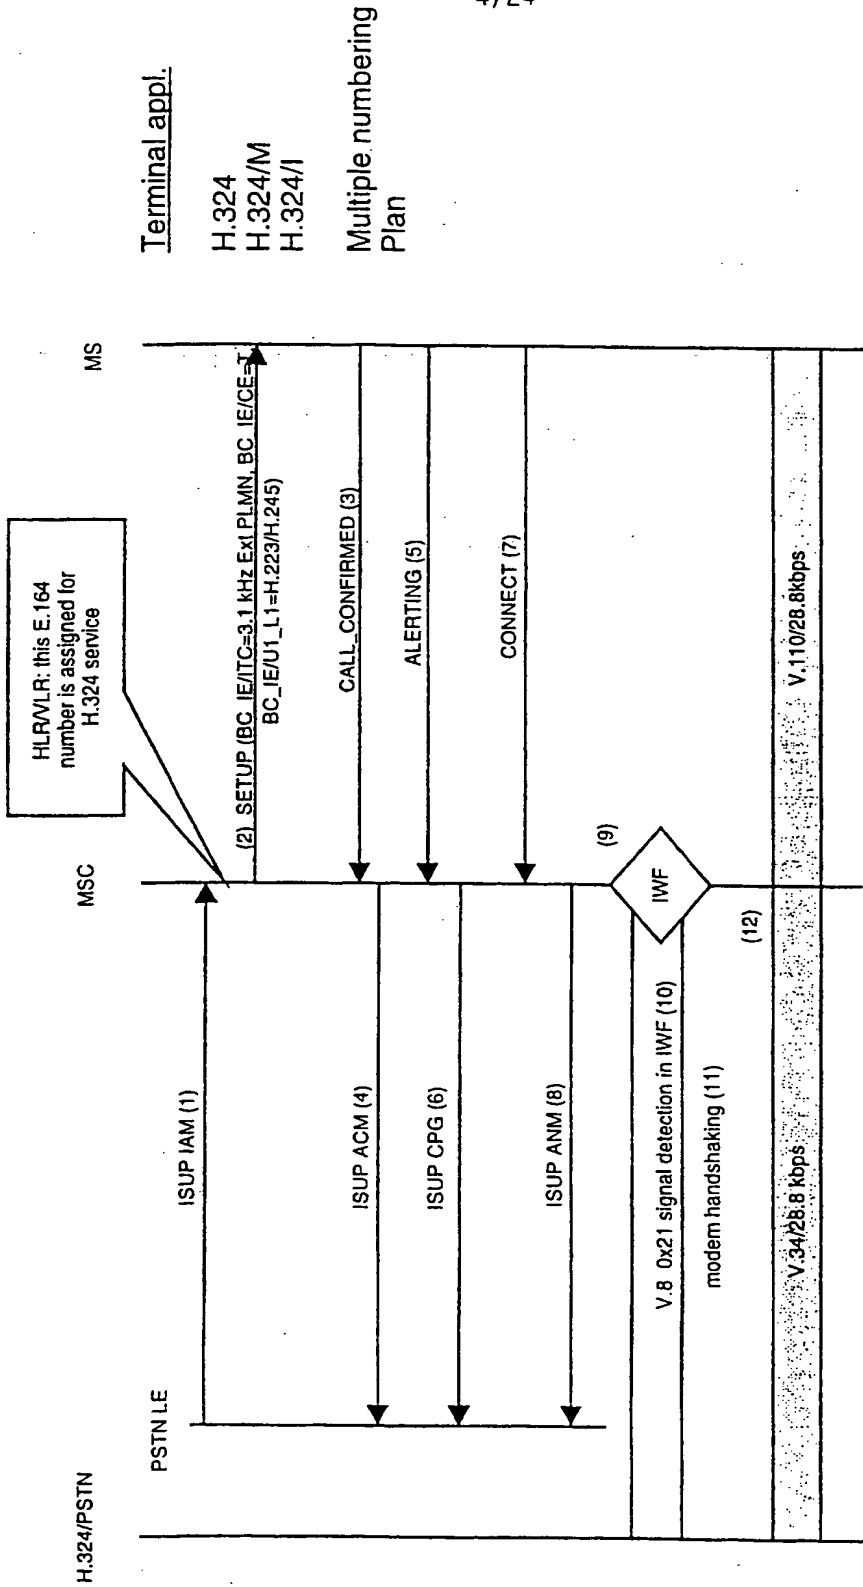 4/24
H.324/PSTN
PSTN LE
MSC
MS
Terminal appl.
H.324
H.324/M
H.324/I
Multiple numbering
Plan
HLR/VLR: this E.164
number is assigned for
H.324 service
ISUP IAM (1)
(2) SETUP (BC_IE/ITC=3.1 kHz Ext PLMN, BC_IE/CE=T,
BC_IE/U1_L1=H.223/H.245)
CALL_CONFIRMED (3)
ISUP ACM (4)
ALERTING (5)
ISUP CPG (6)
CONNECT (7)
ISUP ANM (8)
(9)
IWF
V.8 0x21 signal detection in IWF (10)
modem handshaking (11)
(12)
V.34/28.8 kbps
V.110/28.8kbps